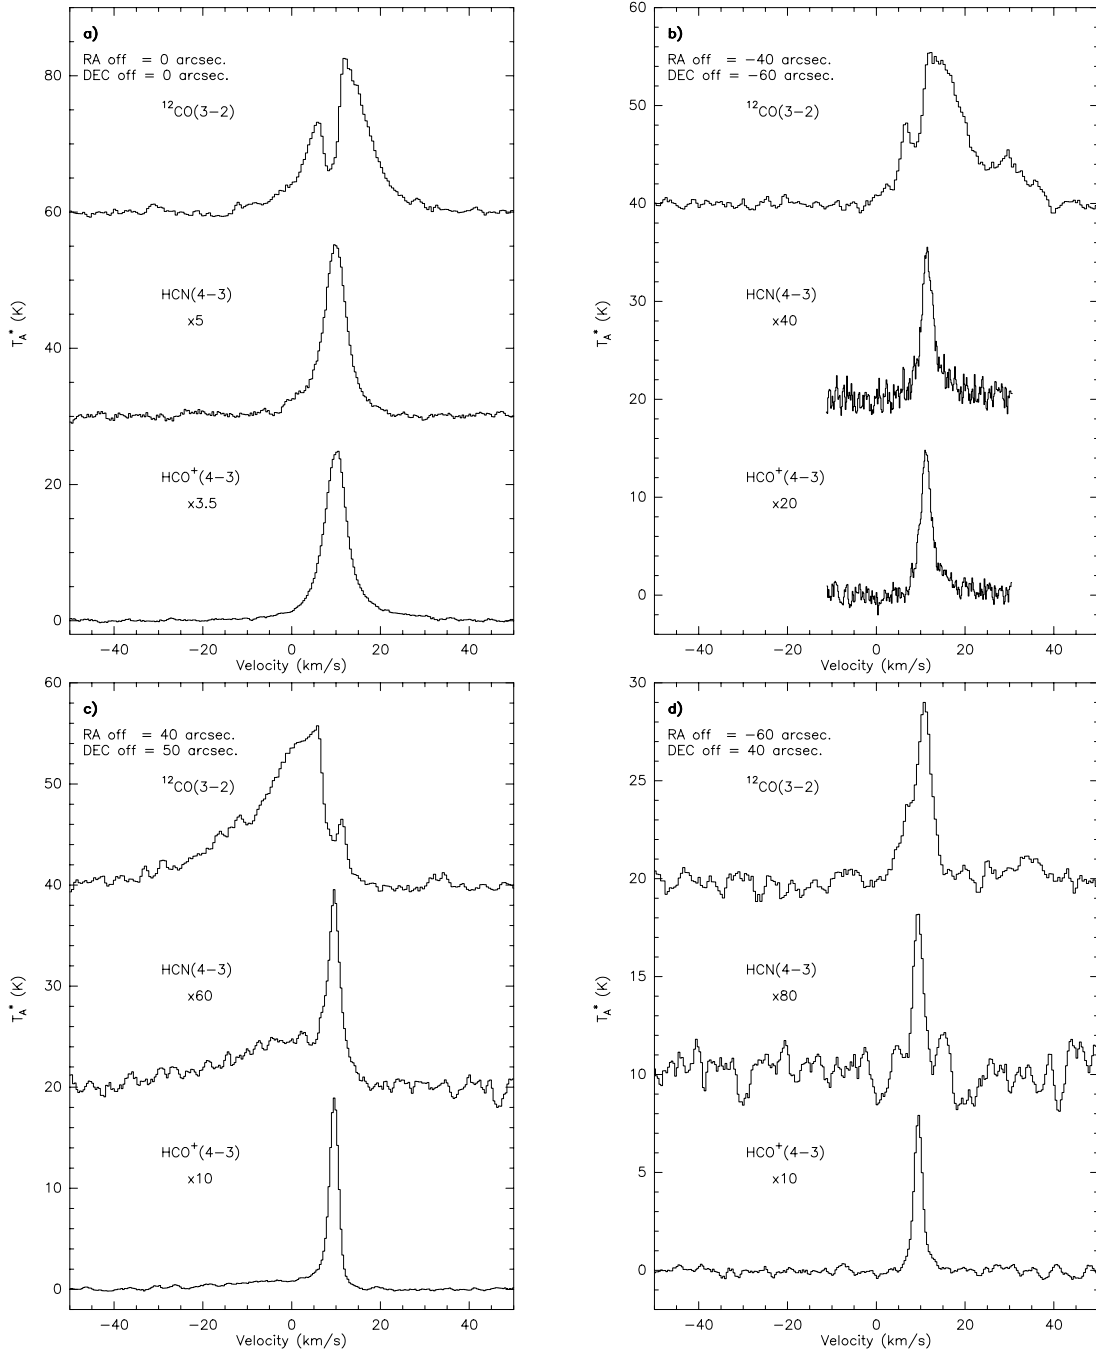 a)
RA off = 0 arcsec.
DEC off = 0 arcsec.
¹²CO(3−2)
HCN(4−3)
x5
HCO⁺(4−3)
x3.5
80
60
40
20
0
T_A* (K)
−40 −20 0 20 40
Velocity (km/s)
b)
RA off = −40 arcsec.
DEC off = −60 arcsec.
¹²CO(3−2)
HCN(4−3)
x40
HCO⁺(4−3)
x20
60
50
40
30
20
10
0
T_A* (K)
−40 −20 0 20 40
Velocity (km/s)
c)
RA off = 40 arcsec.
DEC off = 50 arcsec.
¹²CO(3−2)
HCN(4−3)
x60
HCO⁺(4−3)
x10
60
50
40
30
20
10
0
T_A* (K)
−40 −20 0 20 40
Velocity (km/s)
d)
RA off = −60 arcsec.
DEC off = 40 arcsec.
¹²CO(3−2)
HCN(4−3)
x80
HCO⁺(4−3)
x10
30
25
20
15
10
5
0
T_A* (K)
−40 −20 0 20 40
Velocity (km/s)